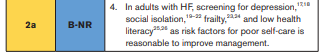 2a
B-NR
4. In adults with HF, screening for depression,17,18
social isolation,19–22 frailty,23,24 and low health
literacy25,26 as risk factors for poor self-care is
reasonable to improve management.